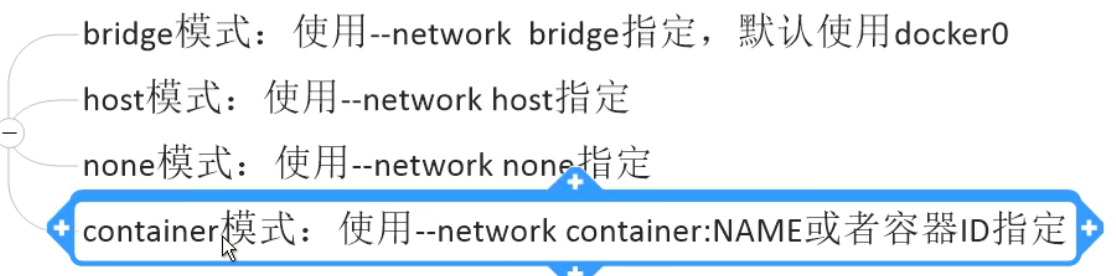 bridge模式：使用--network  bridge指定，默认使用docker0
host模式：使用--network host指定
none模式：使用--network none指定
container模式：使用--network container:NAME或者容器ID指定